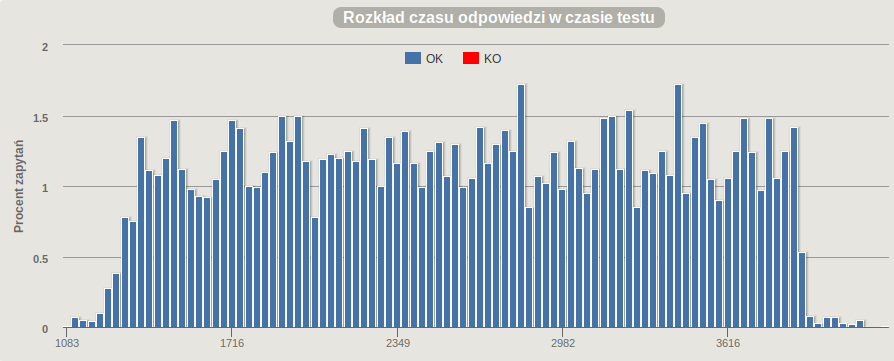 Rozkład czasu odpowiedzi w czasie testu
OK KO
Procent zapytań
2
1.5
1
0.5
0
1083 1716 2349 2982 3616